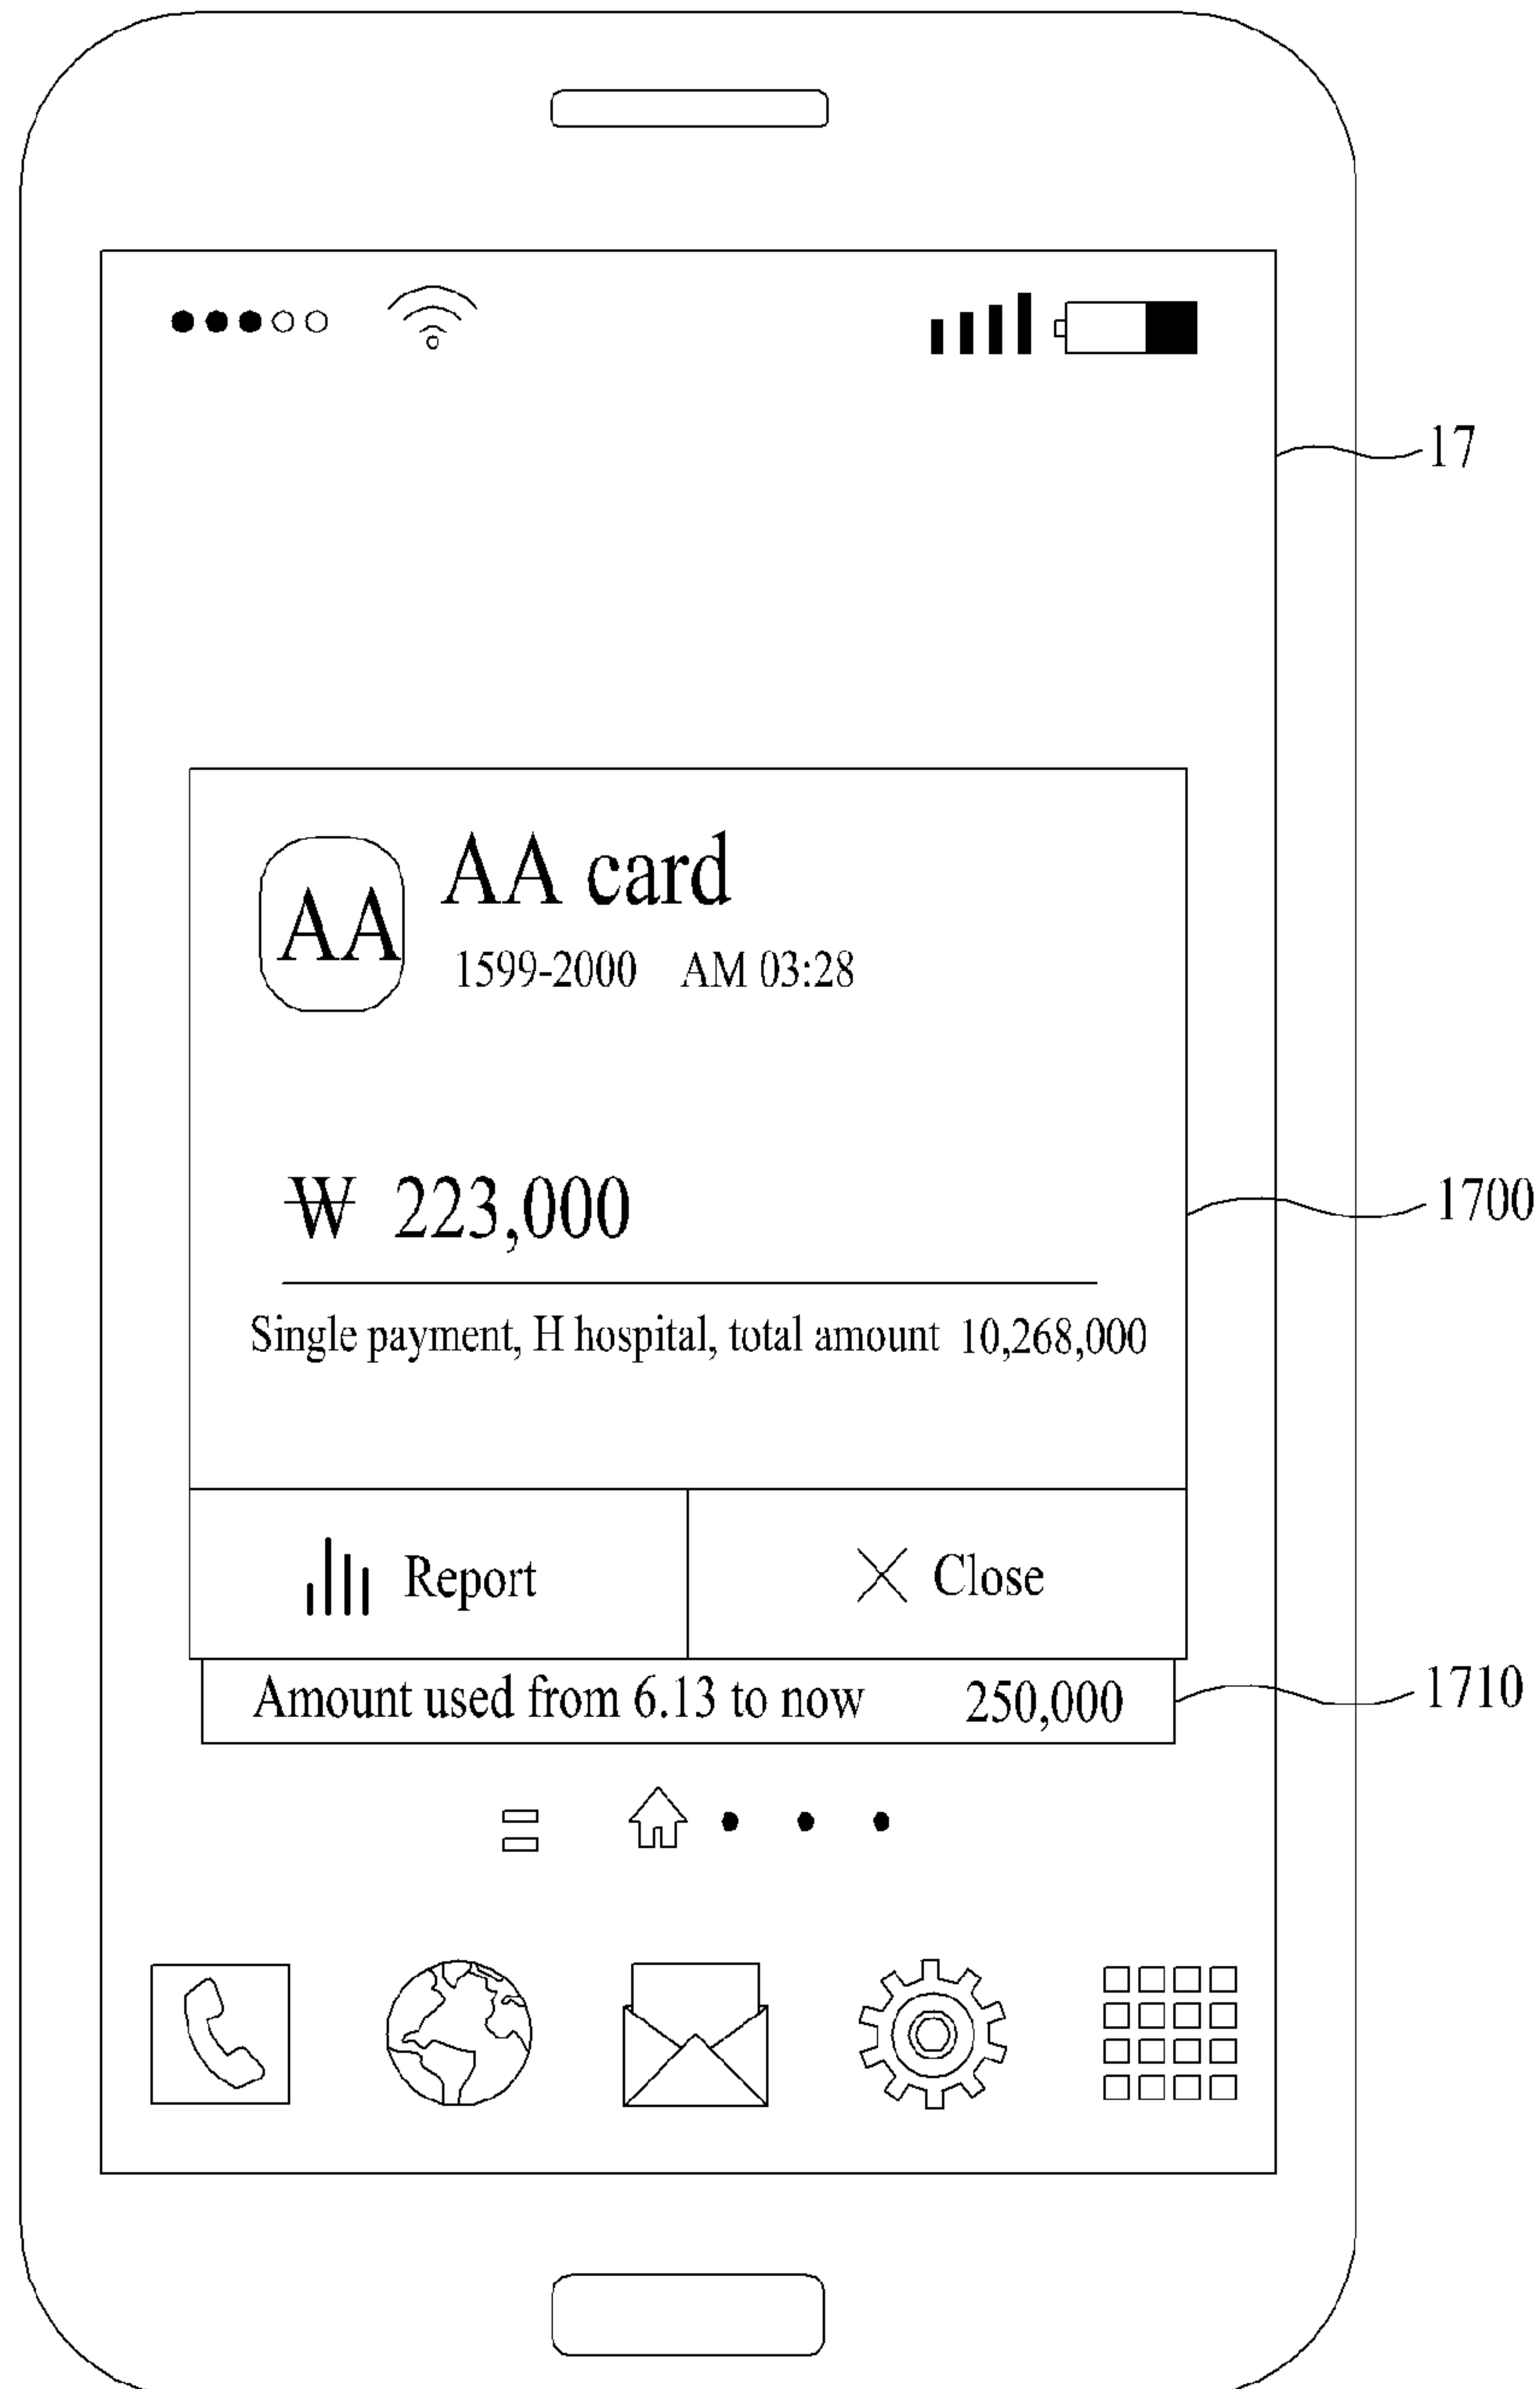 17
AA
AA card
1599-2000 AM 03:28
₩ 223,000
1700
Single payment, H hospital, total amount 10,268,000
Report
Close
Amount used from 6.13 to now 250,000
1710